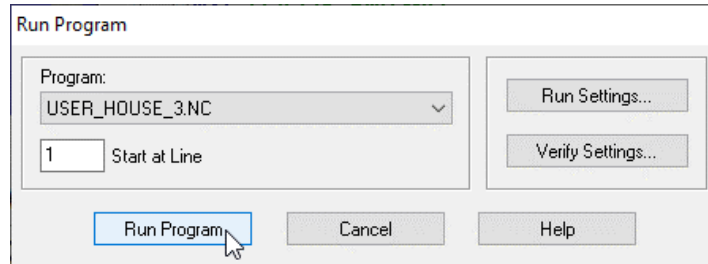 Run Program
Program:
USER_HOUSE_3.NC
Run Settings...
1 Start at Line
Verify Settings...
Run Program Cancel Help